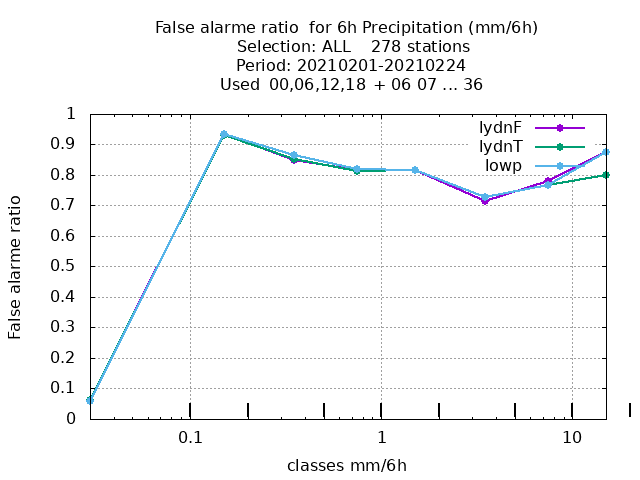 False alarme ratio  for 6h Precipitation (mm/6h)
Selection: ALL    278 stations
Period: 20210201-20210224
Used  00,06,12,18  + 06 07 ... 36
1
0.9
0.8
0.7
0.6
0.5
0.4
0.3
0.2
0.1
0
False alarme ratio
lydnF
lydnT
lowp
0.1 1 10
classes mm/6h